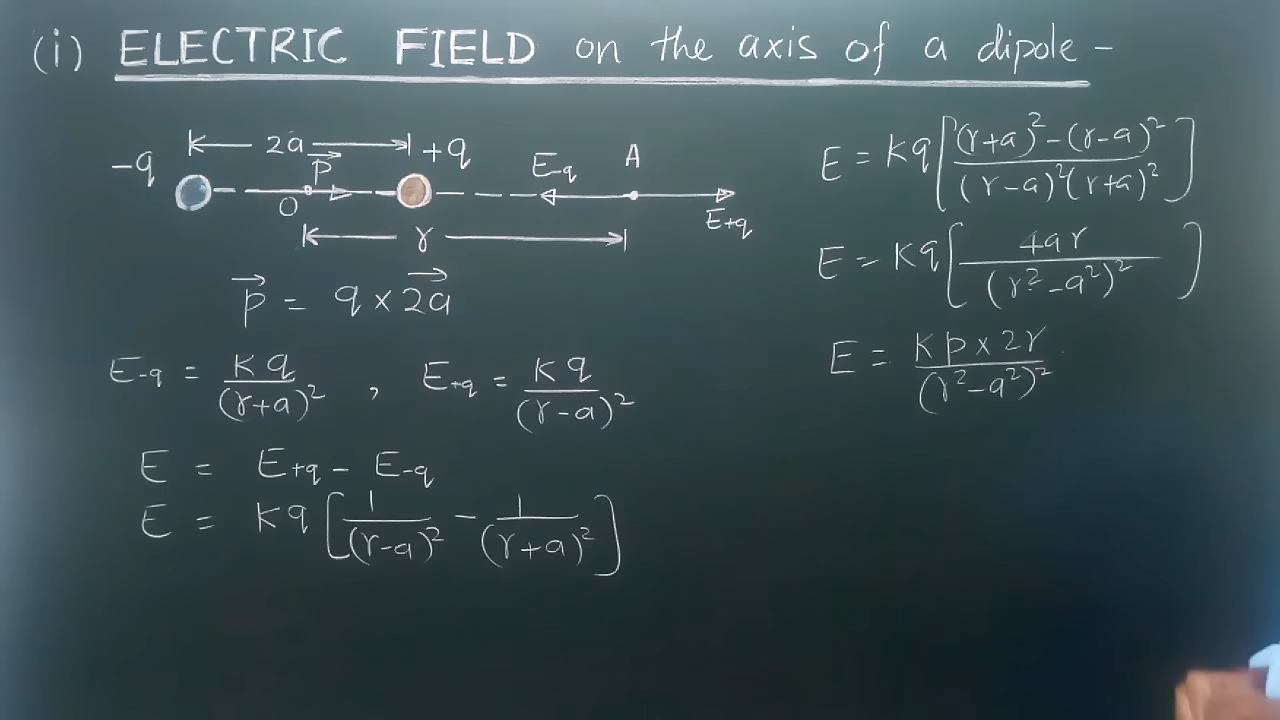 (i) ELECTRIC FIELD on the axis of a dipole -
2a
-q +q E-q A
p⃗
O E+q
r
p⃗ = q × 2a⃗
E-q = Kq/(r+a)² , E+q = Kq/(r-a)²
E = E+q - E-q
E = Kq[1/(r-a)² - 1/(r+a)²]
E = Kq[(r+a)²-(r-a)²/(r-a)²(r+a)²]
E = Kq[4ar/(r²-a²)²]
E = Kp×2r/(r²-a²)²